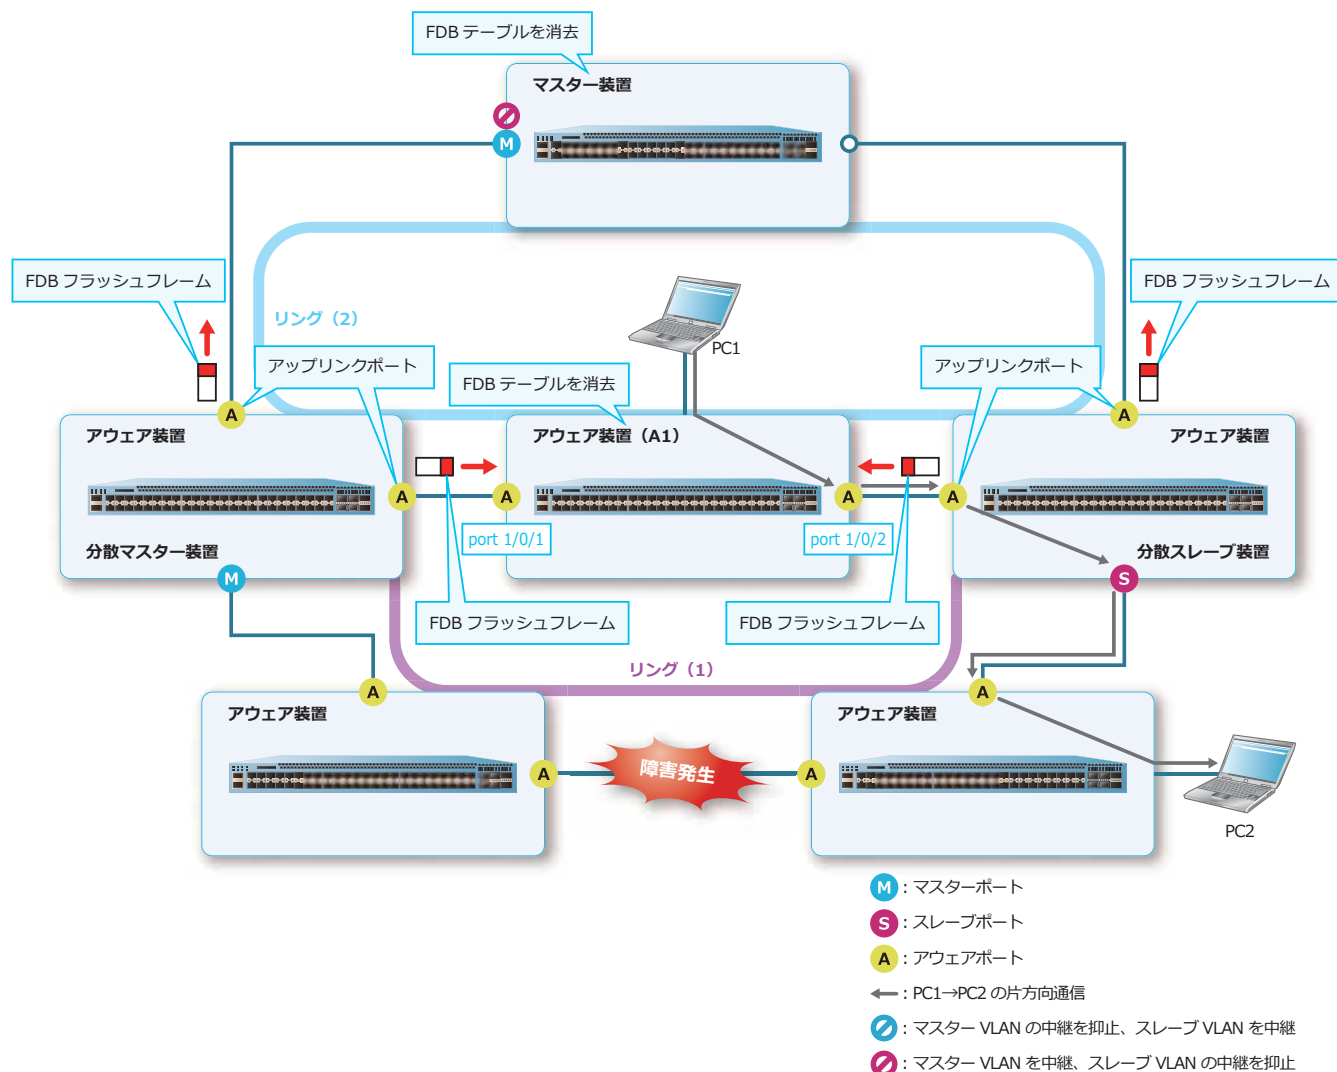 FDB テーブルを消去
マスター装置
M
FDB フラッシュフレーム
FDB フラッシュフレーム
リング（2）
PC1
アップリンクポート
FDB テーブルを消去
アップリンクポート
A
A
アウェア装置
アウェア装置（A1）
アウェア装置
A
A
A
A
port 1/0/1
port 1/0/2
分散マスター装置
分散スレーブ装置
M
S
FDB フラッシュフレーム
FDB フラッシュフレーム
リング（1）
A
A
アウェア装置
アウェア装置
A
障害発生
A
PC2
M：マスターポート
S：スレーブポート
A：アウェアポート
：PC1→PC2 の片方向通信
：マスター VLAN の中継を抑止、スレーブ VLAN を中継
：マスター VLAN を中継、スレーブ VLAN の中継を抑止